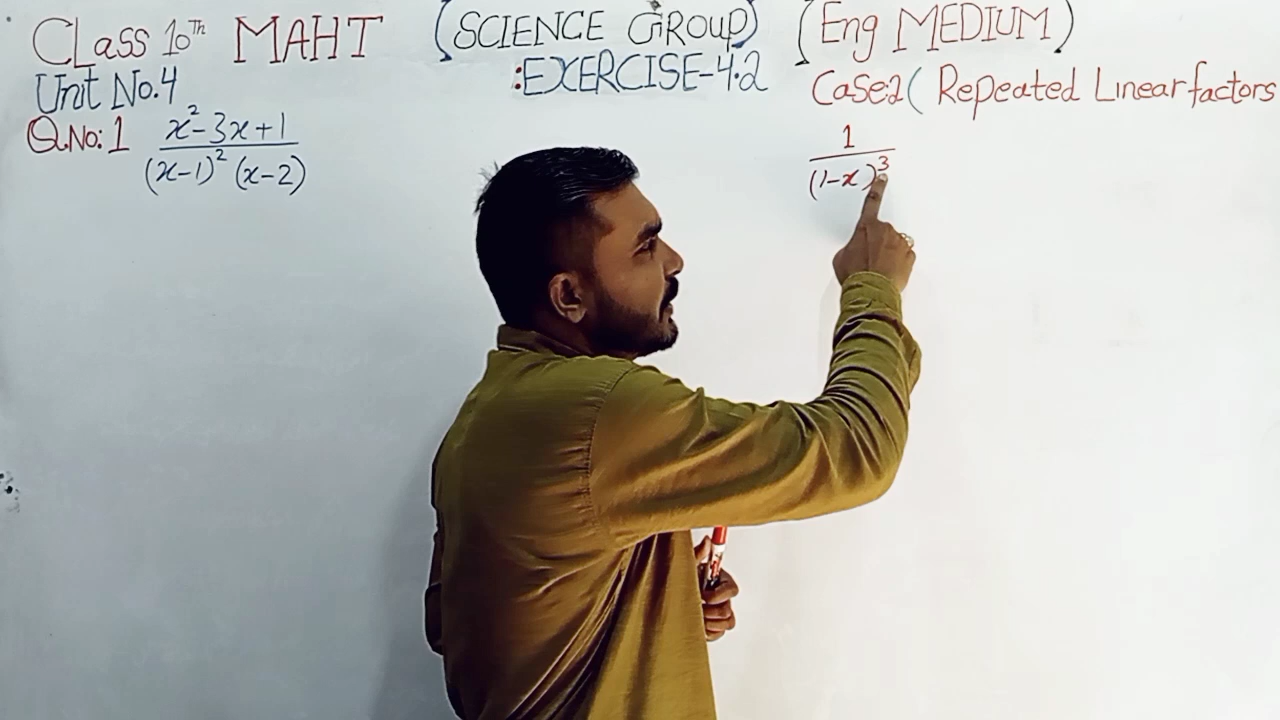 CLass 10Th MAHT (SCIENCE Group) (Eng MEDIUM)
Unit No.4 :EXERCISE-4.2 Case:2 ( Repeated Linear factors
Q.No: 1 x²-3x+1 / (x-1)² (x-2)
1 / (1-x)³